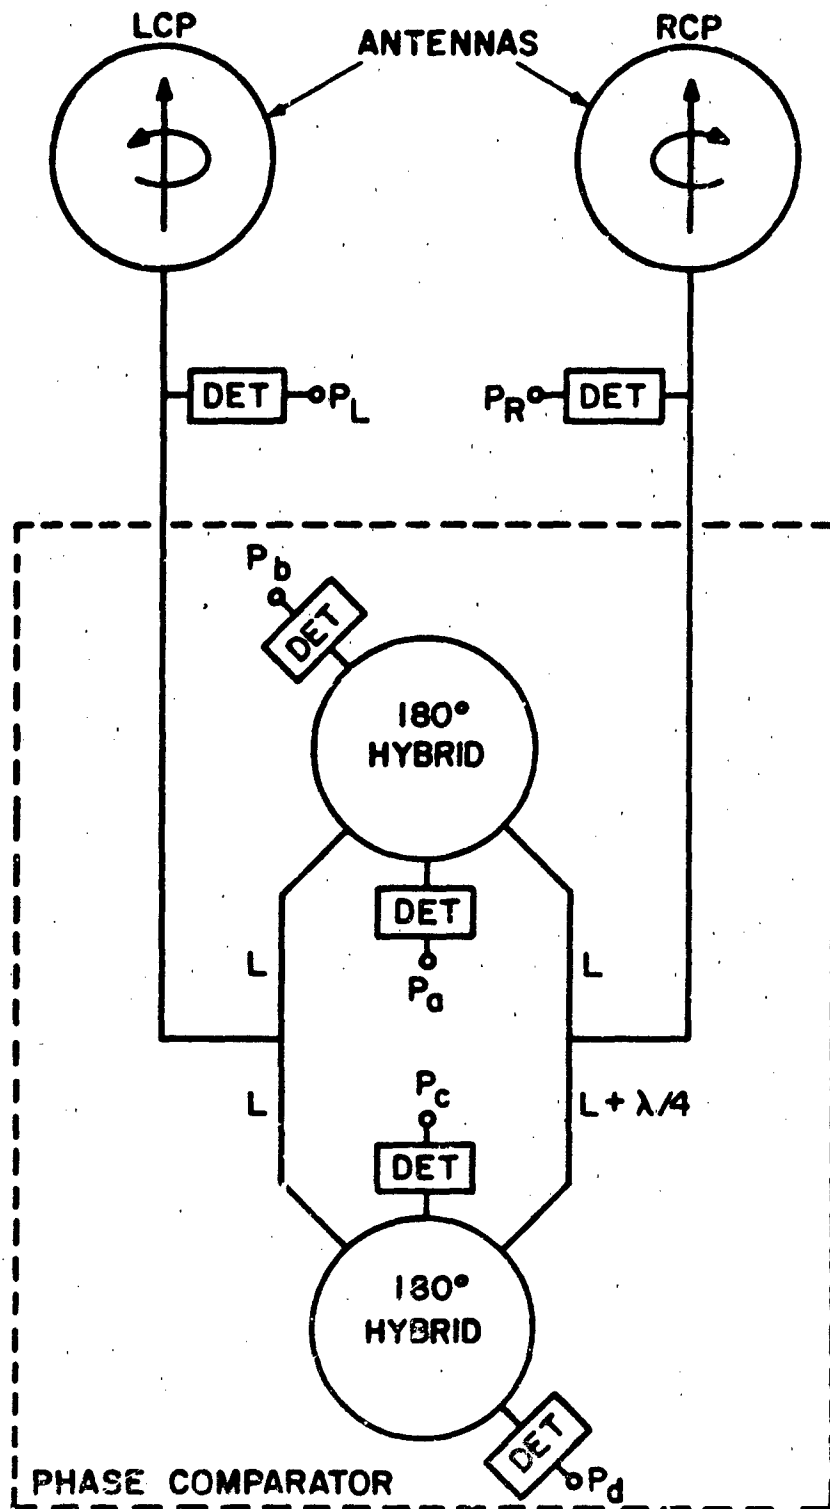 LCP
ANTENNAS
RCP
DET
P_L
P_R
DET
P_b
DET
180°
HYBRID
DET
P_a
L
L
L
L + λ/4
P_c
DET
180°
HYBRID
DET
P_d
PHASE COMPARATOR